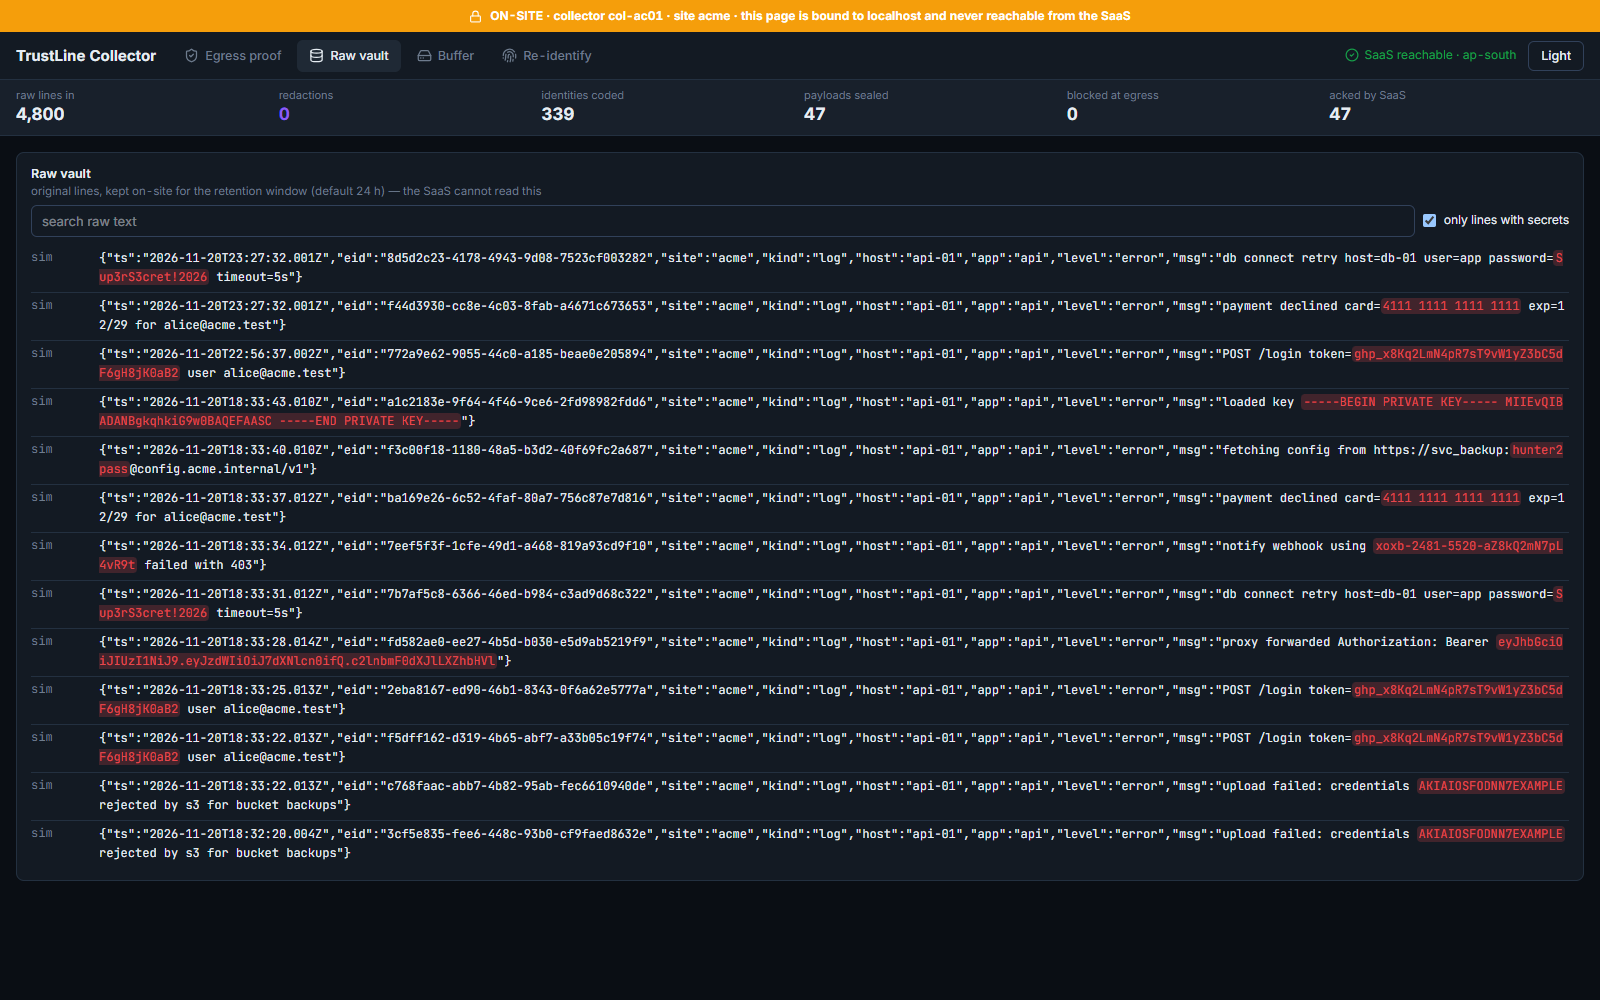 ON-SITE · collector col-ac01 · site acme · this page is bound to localhost and never reachable from the SaaS
TrustLine Collector
Egress proof
Raw vault
Buffer
Re-identify
SaaS reachable · ap-south
Light
raw lines in
4,800
redactions
0
identities coded
339
payloads sealed
47
blocked at egress
0
acked by SaaS
47
Raw vault
original lines, kept on-site for the retention window (default 24 h) — the SaaS cannot read this
search raw text
only lines with secrets
sim {"ts":"2026-11-20T23:27:32.001Z","eid":"8d5d2c23-4178-4943-9d08-7523cf003282","site":"acme","kind":"log","host":"api-01","app":"api","level":"error","msg":"db connect retry host=db-01 user=app password=S
up3rS3cret!2026 timeout=5s"}
sim {"ts":"2026-11-20T23:27:32.001Z","eid":"f44d3930-cc8e-4c03-8fab-a4671c673653","site":"acme","kind":"log","host":"api-01","app":"api","level":"error","msg":"payment declined card=4111 1111 1111 1111 exp=1
2/29 for alice@acme.test"}
sim {"ts":"2026-11-20T22:56:37.002Z","eid":"772a9e62-9055-44c0-a185-beae0e205894","site":"acme","kind":"log","host":"api-01","app":"api","level":"error","msg":"POST /login token=ghp_x8Kq2LmN4pR7sT9vW1yZ3bC5d
F6gH8jK0aB2 user alice@acme.test"}
sim {"ts":"2026-11-20T18:33:43.010Z","eid":"a1c2183e-9f64-4f46-9ce6-2fd98982fdd6","site":"acme","kind":"log","host":"api-01","app":"api","level":"error","msg":"loaded key -----BEGIN PRIVATE KEY----- MIIEvQIB
ADANBgkqhkiG9w0BAQEFAASC -----END PRIVATE KEY-----"}
sim {"ts":"2026-11-20T18:33:40.010Z","eid":"f3c00f18-1180-48a5-b3d2-40f69fc2a687","site":"acme","kind":"log","host":"api-01","app":"api","level":"error","msg":"fetching config from https://svc_backup:hunter2
pass@config.acme.internal/v1"}
sim {"ts":"2026-11-20T18:33:37.012Z","eid":"ba169e26-6c52-4faf-80a7-756c87e7d816","site":"acme","kind":"log","host":"api-01","app":"api","level":"error","msg":"payment declined card=4111 1111 1111 1111 exp=1
2/29 for alice@acme.test"}
sim {"ts":"2026-11-20T18:33:34.012Z","eid":"7eef5f3f-1cfe-49d1-a468-819a93cd9f10","site":"acme","kind":"log","host":"api-01","app":"api","level":"error","msg":"notify webhook using xoxb-2481-5520-aZ8kQ2mN7pL
4vR9t failed with 403"}
sim {"ts":"2026-11-20T18:33:31.012Z","eid":"7b7af5c8-6366-46ed-b984-c3ad9d68c322","site":"acme","kind":"log","host":"api-01","app":"api","level":"error","msg":"db connect retry host=db-01 user=app password=S
up3rS3cret!2026 timeout=5s"}
sim {"ts":"2026-11-20T18:33:28.014Z","eid":"fd582ae0-ee27-4b5d-b030-e5d9ab5219f9","site":"acme","kind":"log","host":"api-01","app":"api","level":"error","msg":"proxy forwarded Authorization: Bearer eyJhbGciO
iJIUzI1NiJ9.eyJzdWIiOiJ7dXNlcn0ifQ.c2lnbmF0dXJlLXZhbHVl"}
sim {"ts":"2026-11-20T18:33:25.013Z","eid":"2eba8167-ed90-46b1-8343-0f6a62e5777a","site":"acme","kind":"log","host":"api-01","app":"api","level":"error","msg":"POST /login token=ghp_x8Kq2LmN4pR7sT9vW1yZ3bC5d
F6gH8jK0aB2 user alice@acme.test"}
sim {"ts":"2026-11-20T18:33:22.013Z","eid":"f5dff162-d319-4b65-abf7-a33b05c19f74","site":"acme","kind":"log","host":"api-01","app":"api","level":"error","msg":"POST /login token=ghp_x8Kq2LmN4pR7sT9vW1yZ3bC5d
F6gH8jK0aB2 user alice@acme.test"}
sim {"ts":"2026-11-20T18:33:22.013Z","eid":"c768faac-abb7-4b82-95ab-fec6610940de","site":"acme","kind":"log","host":"api-01","app":"api","level":"error","msg":"upload failed: credentials AKIAIOSFODNN7EXAMPLE
rejected by s3 for bucket backups"}
sim {"ts":"2026-11-20T18:32:20.004Z","eid":"3cf5e835-fee6-448c-93b0-cf9faed8632e","site":"acme","kind":"log","host":"api-01","app":"api","level":"error","msg":"upload failed: credentials AKIAIOSFODNN7EXAMPLE
rejected by s3 for bucket backups"}